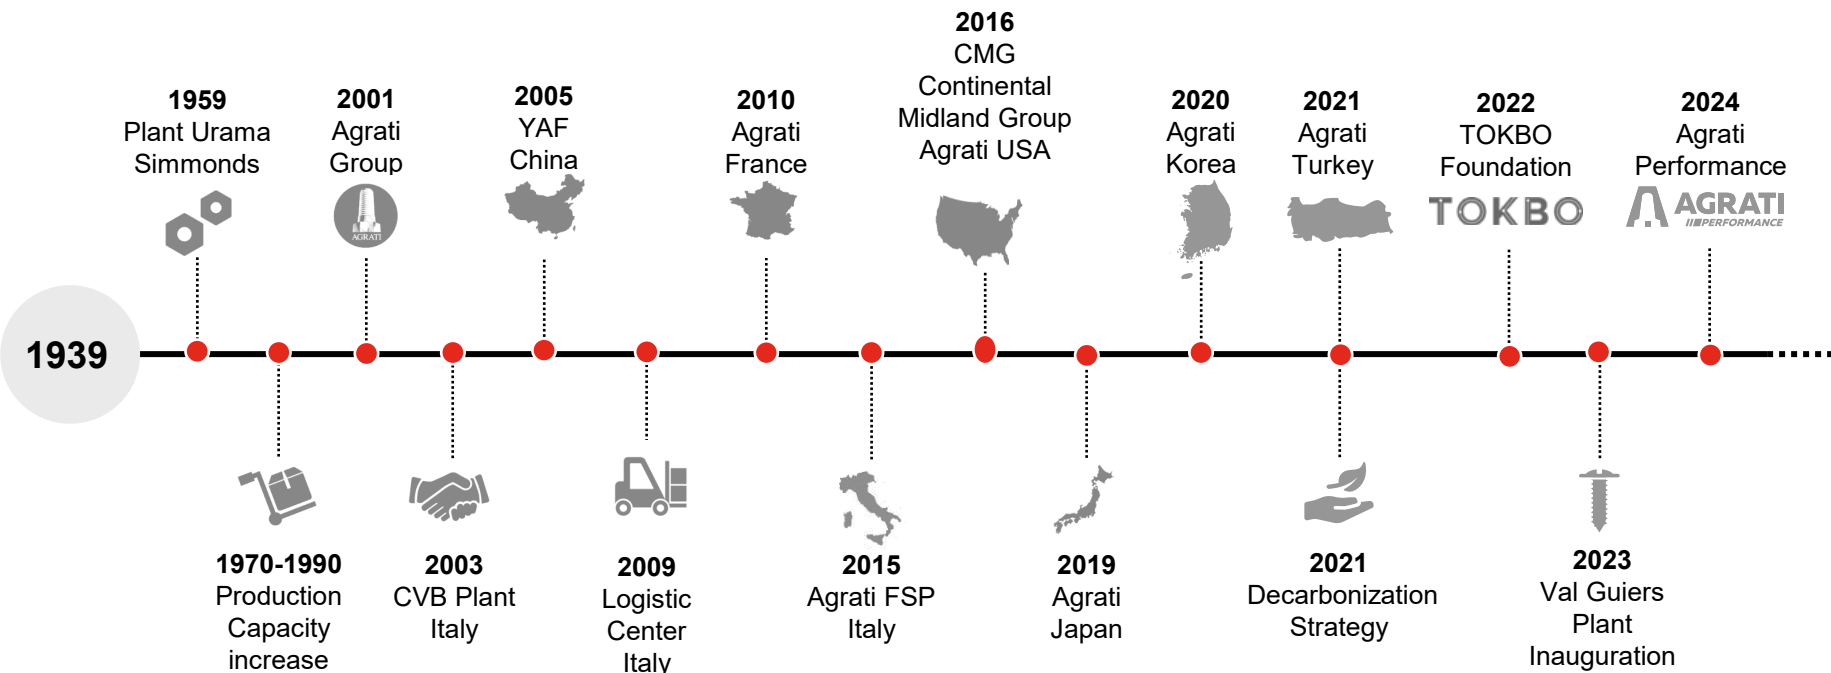 1939
1959
Plant Urama
Simmonds
1970-1990
Production
Capacity
increase
2001
Agrati
Group
AGRATI
2003
CVB Plant
Italy
2005
YAF
China
2009
Logistic
Center
Italy
2010
Agrati
France
2015
Agrati FSP
Italy
2016
CMG
Continental
Midland Group
Agrati USA
2019
Agrati
Japan
2020
Agrati
Korea
2021
Agrati
Turkey
2021
Decarbonization
Strategy
2022
TOKBO
Foundation
TOKBO
2023
Val Guiers
Plant
Inauguration
2024
Agrati
Performance
AGRATI
//PERFORMANCE